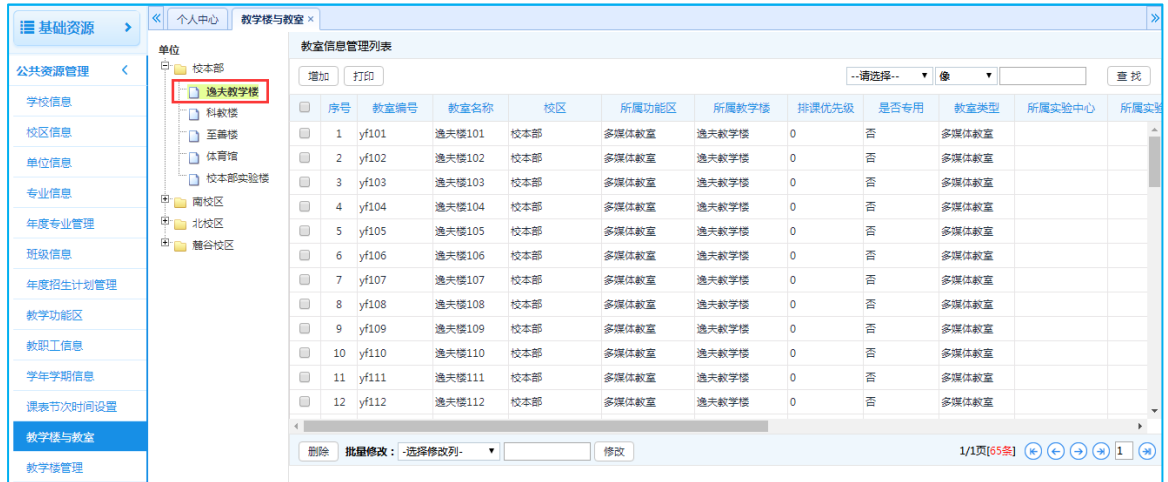 基础资源
个人中心 教学楼与教室 ×
公共资源管理
学校信息
校区信息
单位信息
专业信息
年度专业管理
班级信息
年度招生计划管理
教学功能区
教职工信息
学年学期信息
课表节次时间设置
教学楼与教室
教学楼管理
单位
校本部
逸夫教学楼
科教楼
至善楼
体育馆
校本部实验楼
南校区
北校区
麓谷校区
教室信息管理列表
增加 打印 --请选择-- 像 查 找
序号 教室编号 教室名称 校区 所属功能区 所属教学楼 排课优先级 是否专用 教室类型 所属实验中心 所属实验
1 yf101 逸夫楼101 校本部 多媒体教室 逸夫教学楼 0 否 多媒体教室
2 yf102 逸夫楼102 校本部 多媒体教室 逸夫教学楼 0 否 多媒体教室
3 yf103 逸夫楼103 校本部 多媒体教室 逸夫教学楼 0 否 多媒体教室
4 yf104 逸夫楼104 校本部 多媒体教室 逸夫教学楼 0 否 多媒体教室
5 yf105 逸夫楼105 校本部 多媒体教室 逸夫教学楼 0 否 多媒体教室
6 yf106 逸夫楼106 校本部 多媒体教室 逸夫教学楼 0 否 多媒体教室
7 yf107 逸夫楼107 校本部 多媒体教室 逸夫教学楼 0 否 多媒体教室
8 yf108 逸夫楼108 校本部 多媒体教室 逸夫教学楼 0 否 多媒体教室
9 yf109 逸夫楼109 校本部 多媒体教室 逸夫教学楼 0 否 多媒体教室
10 yf110 逸夫楼110 校本部 多媒体教室 逸夫教学楼 0 否 多媒体教室
11 yf111 逸夫楼111 校本部 多媒体教室 逸夫教学楼 0 否 多媒体教室
12 yf112 逸夫楼112 校本部 多媒体教室 逸夫教学楼 0 否 多媒体教室
删除 批量修改： -选择修改列- 修改 1/1页[65条] 1